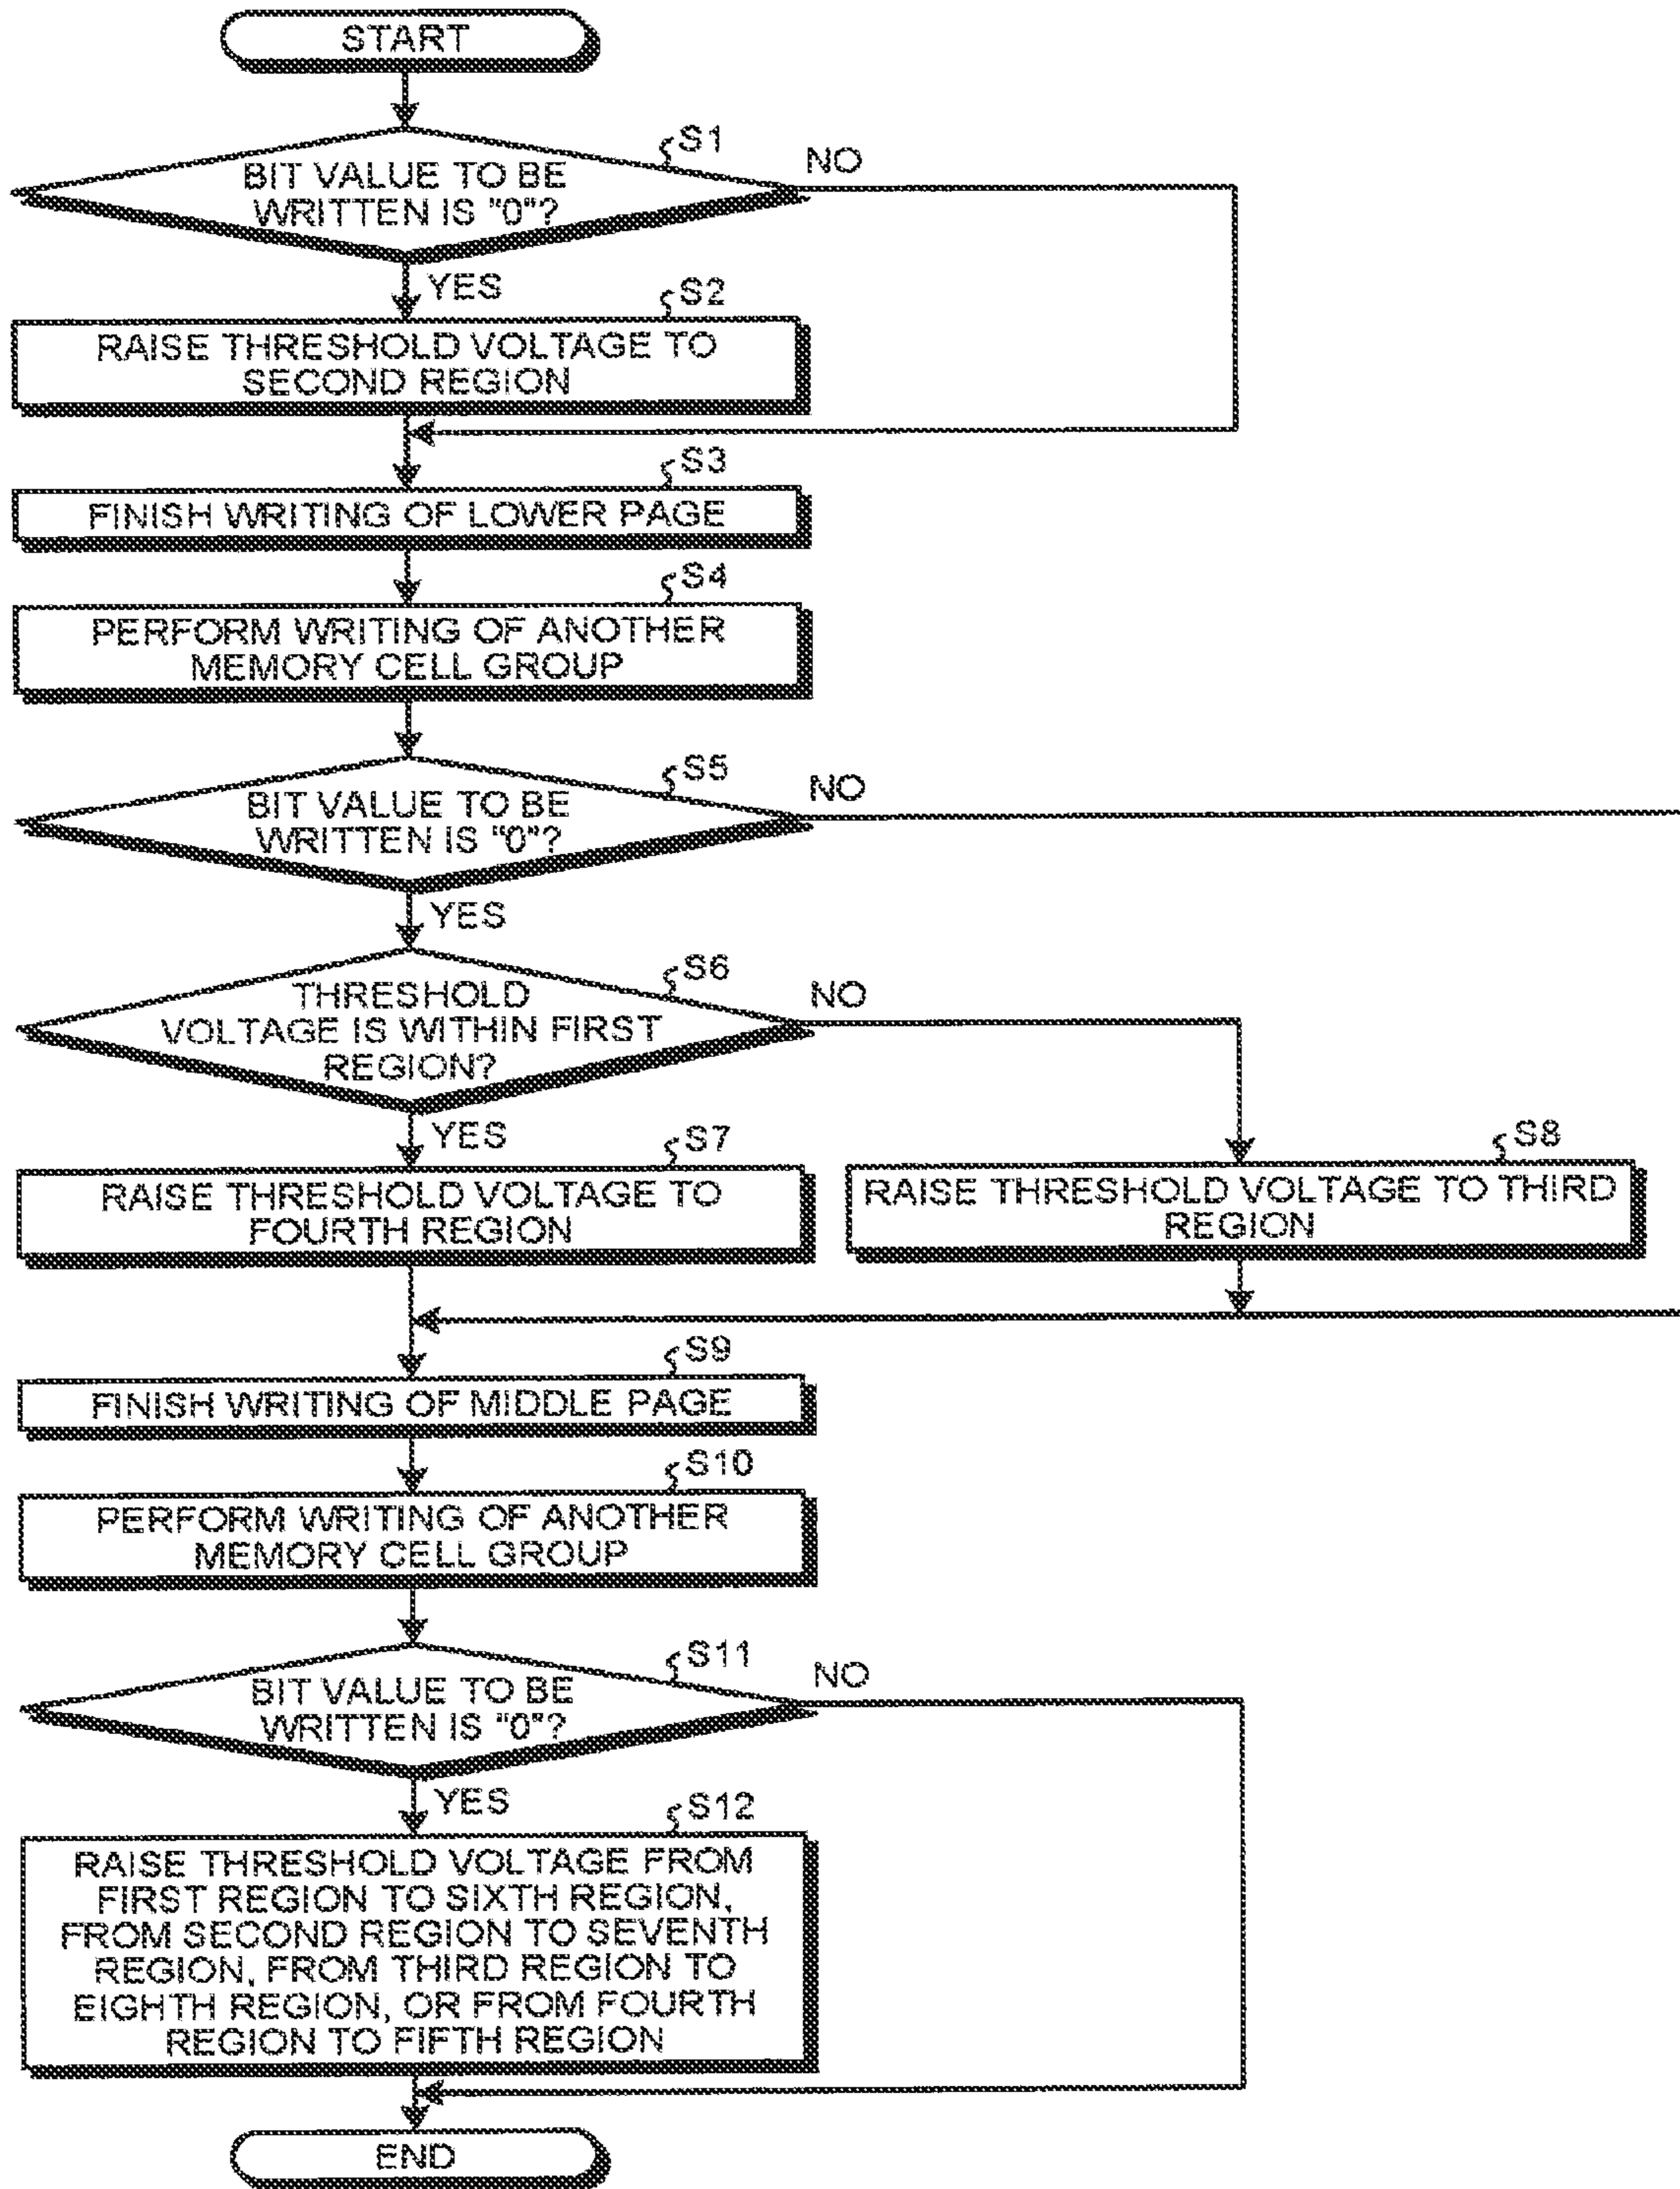 START
S1
BIT VALUE TO BE
WRITTEN IS "0"?
NO
YES
S2
RAISE THRESHOLD VOLTAGE TO
SECOND REGION
S3
FINISH WRITING OF LOWER PAGE
S4
PERFORM WRITING OF ANOTHER
MEMORY CELL GROUP
S5
BIT VALUE TO BE
WRITTEN IS "0"?
NO
YES
S6
THRESHOLD
VOLTAGE IS WITHIN FIRST
REGION?
NO
YES
S7
RAISE THRESHOLD VOLTAGE TO
FOURTH REGION
S8
RAISE THRESHOLD VOLTAGE TO THIRD
REGION
S9
FINISH WRITING OF MIDDLE PAGE
S10
PERFORM WRITING OF ANOTHER
MEMORY CELL GROUP
S11
BIT VALUE TO BE
WRITTEN IS "0"?
NO
YES
S12
RAISE THRESHOLD VOLTAGE FROM
FIRST REGION TO SIXTH REGION,
FROM SECOND REGION TO SEVENTH
REGION, FROM THIRD REGION TO
EIGHTH REGION, OR FROM FOURTH
REGION TO FIFTH REGION
END